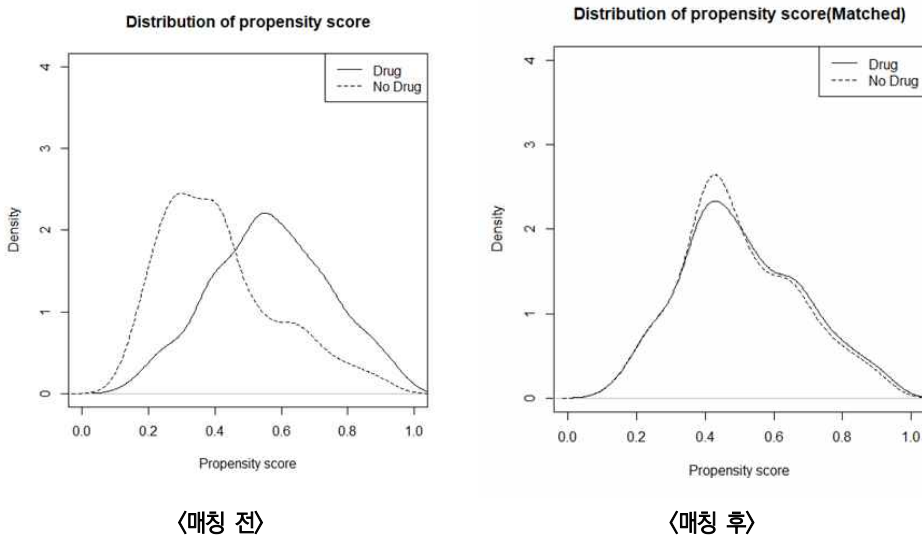 Distribution of propensity score
Drug
No Drug
Density
4
3
2
1
0
0.0 0.2 0.4 0.6 0.8 1.0
Propensity score
〈매칭 전〉
Distribution of propensity score(Matched)
Drug
No Drug
Density
4
3
2
1
0
0.0 0.2 0.4 0.6 0.8 1.0
Propensity score
〈매칭 후〉